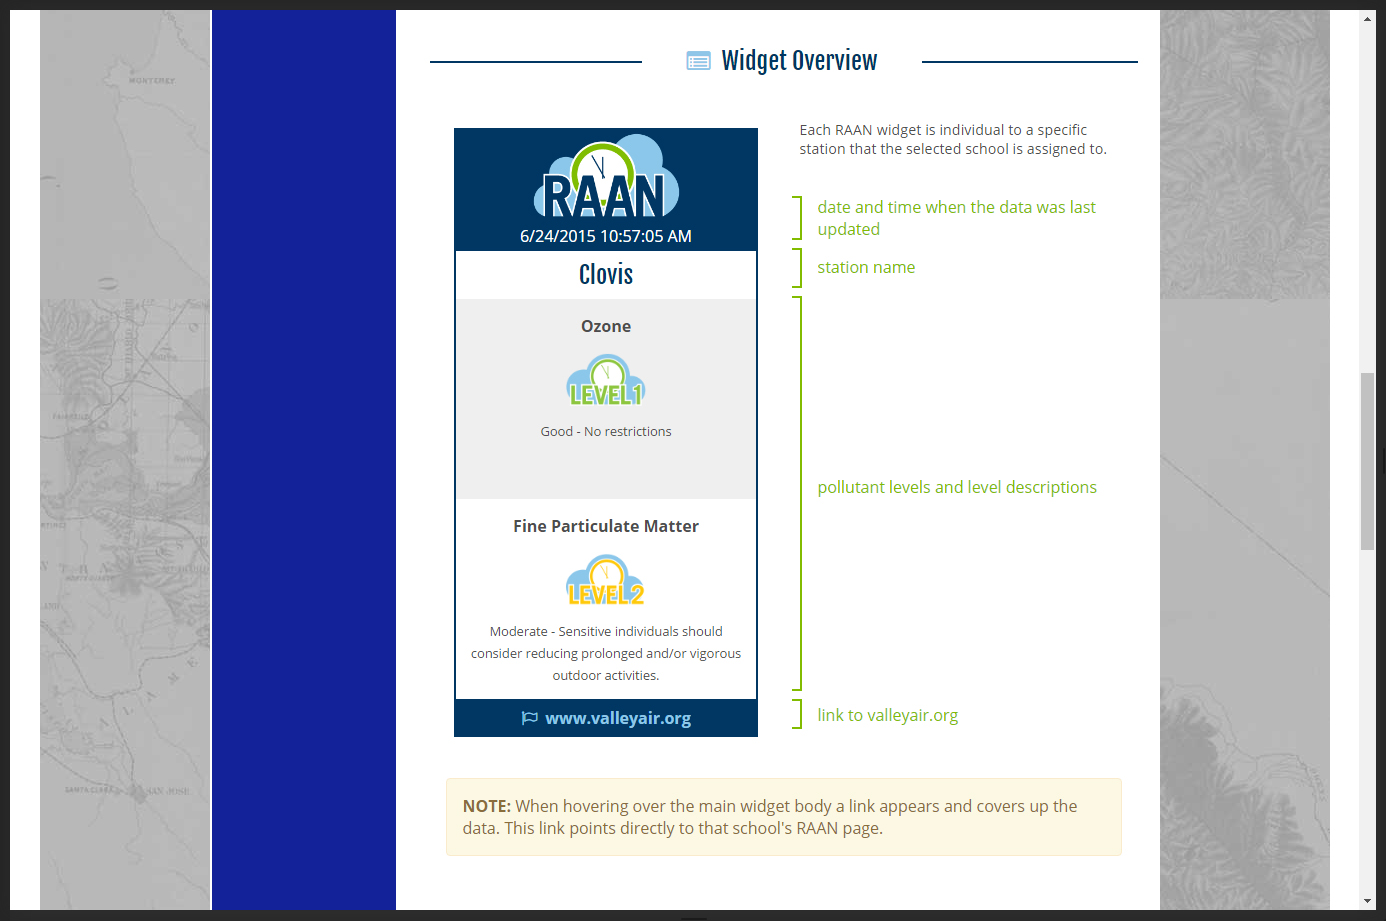 Widget Overview
Each RAAN widget is individual to a specific
station that the selected school is assigned to.
RAAN
6/24/2015 10:57:05 AM
date and time when the data was last
updated
Clovis
station name
Ozone
LEVEL1
Good - No restrictions
pollutant levels and level descriptions
Fine Particulate Matter
LEVEL2
Moderate - Sensitive individuals should
consider reducing prolonged and/or vigorous
outdoor activities.
www.valleyair.org
link to valleyair.org
NOTE: When hovering over the main widget body a link appears and covers up the
data. This link points directly to that school's RAAN page.
MONTEREY
SANTA CLARA
SAN JOSE